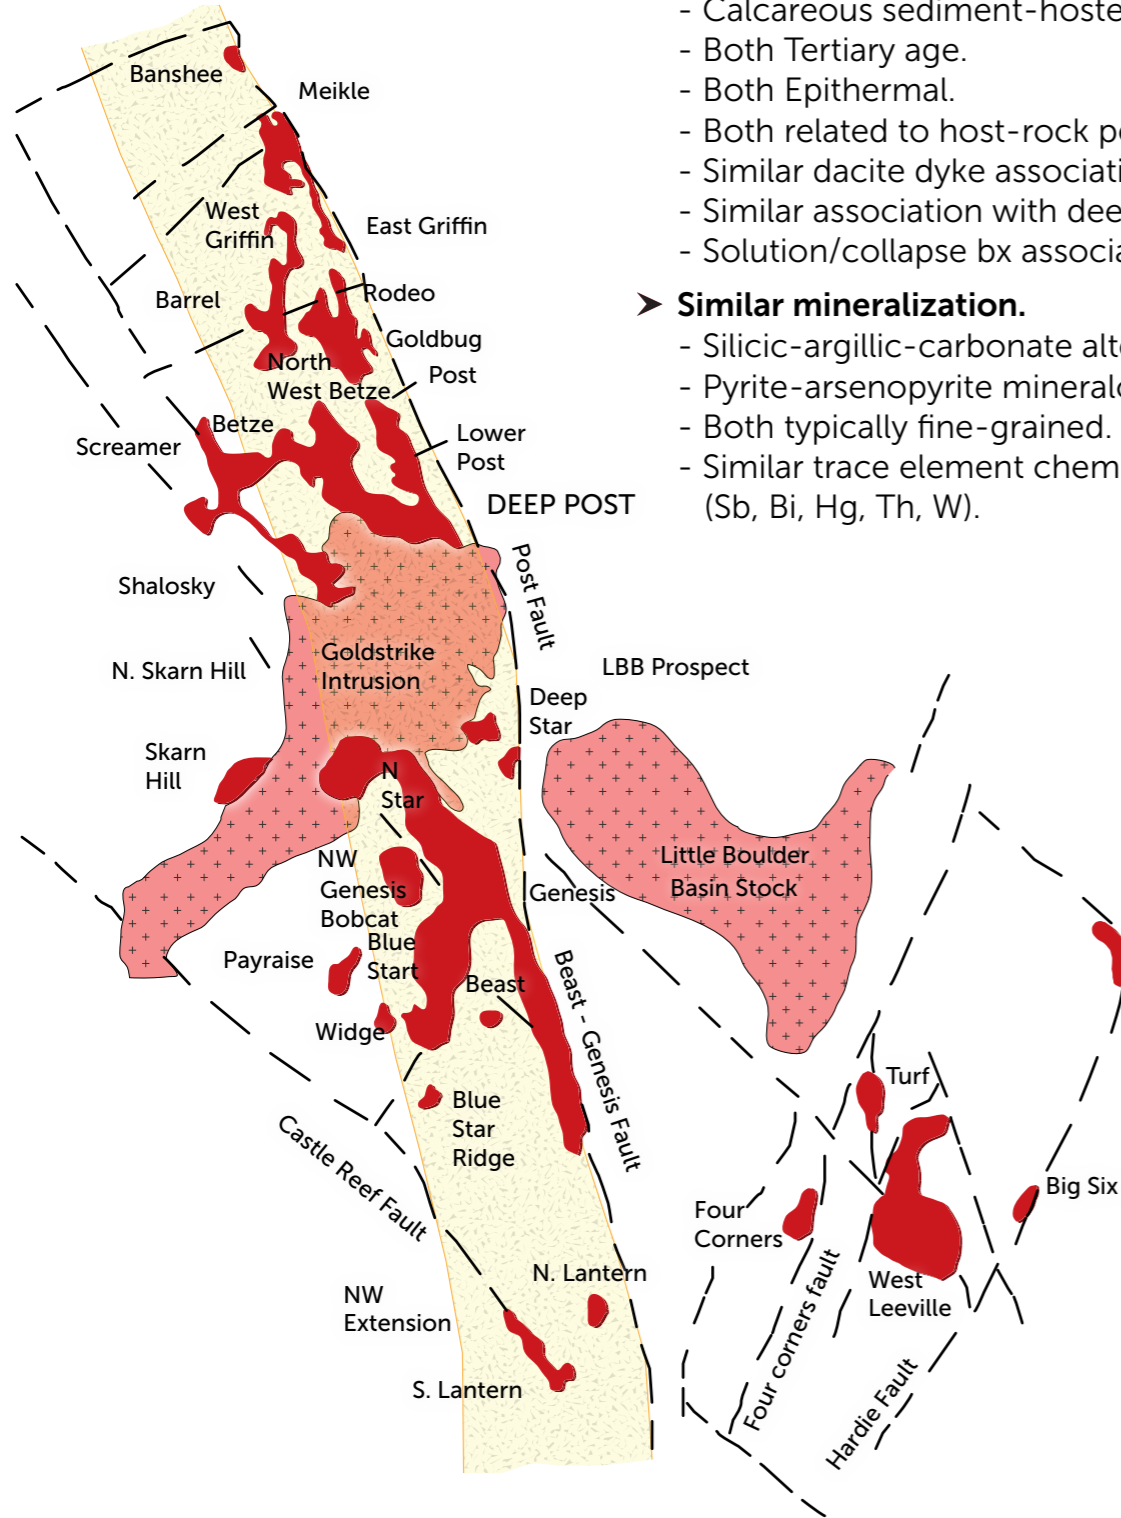 - Calcareous sediment-hoste
- Both Tertiary age.
- Both Epithermal.
- Both related to host-rock p
- Similar dacite dyke associati
- Similar association with dee
- Solution/collapse bx associa
➤ Similar mineralization.
- Silicic-argillic-carbonate alt
- Pyrite-arsenopyrite mineral
- Both typically fine-grained.
- Similar trace element chem
(Sb, Bi, Hg, Th, W).
Banshee
Meikle
West
Griffin
East Griffin
Barrel
Rodeo
Goldbug
North
West Betze
Post
Betze
Screamer
Lower
Post
DEEP POST
Post Fault
Shalosky
Goldstrike
Intrusion
N. Skarn Hill
LBB Prospect
Deep
Star
Skarn
Hill
N
Star
Little Boulder
Basin Stock
NW
Genesis
Bobcat
Genesis
Blue
Start
Payraise
Beast
Beast - Genesis Fault
Widge
Turf
Blue
Star
Ridge
Castle Reef Fault
Big Six
Four
Corners
N. Lantern
West
Leeville
NW
Extension
Four corners fault
Hardie Fault
S. Lantern